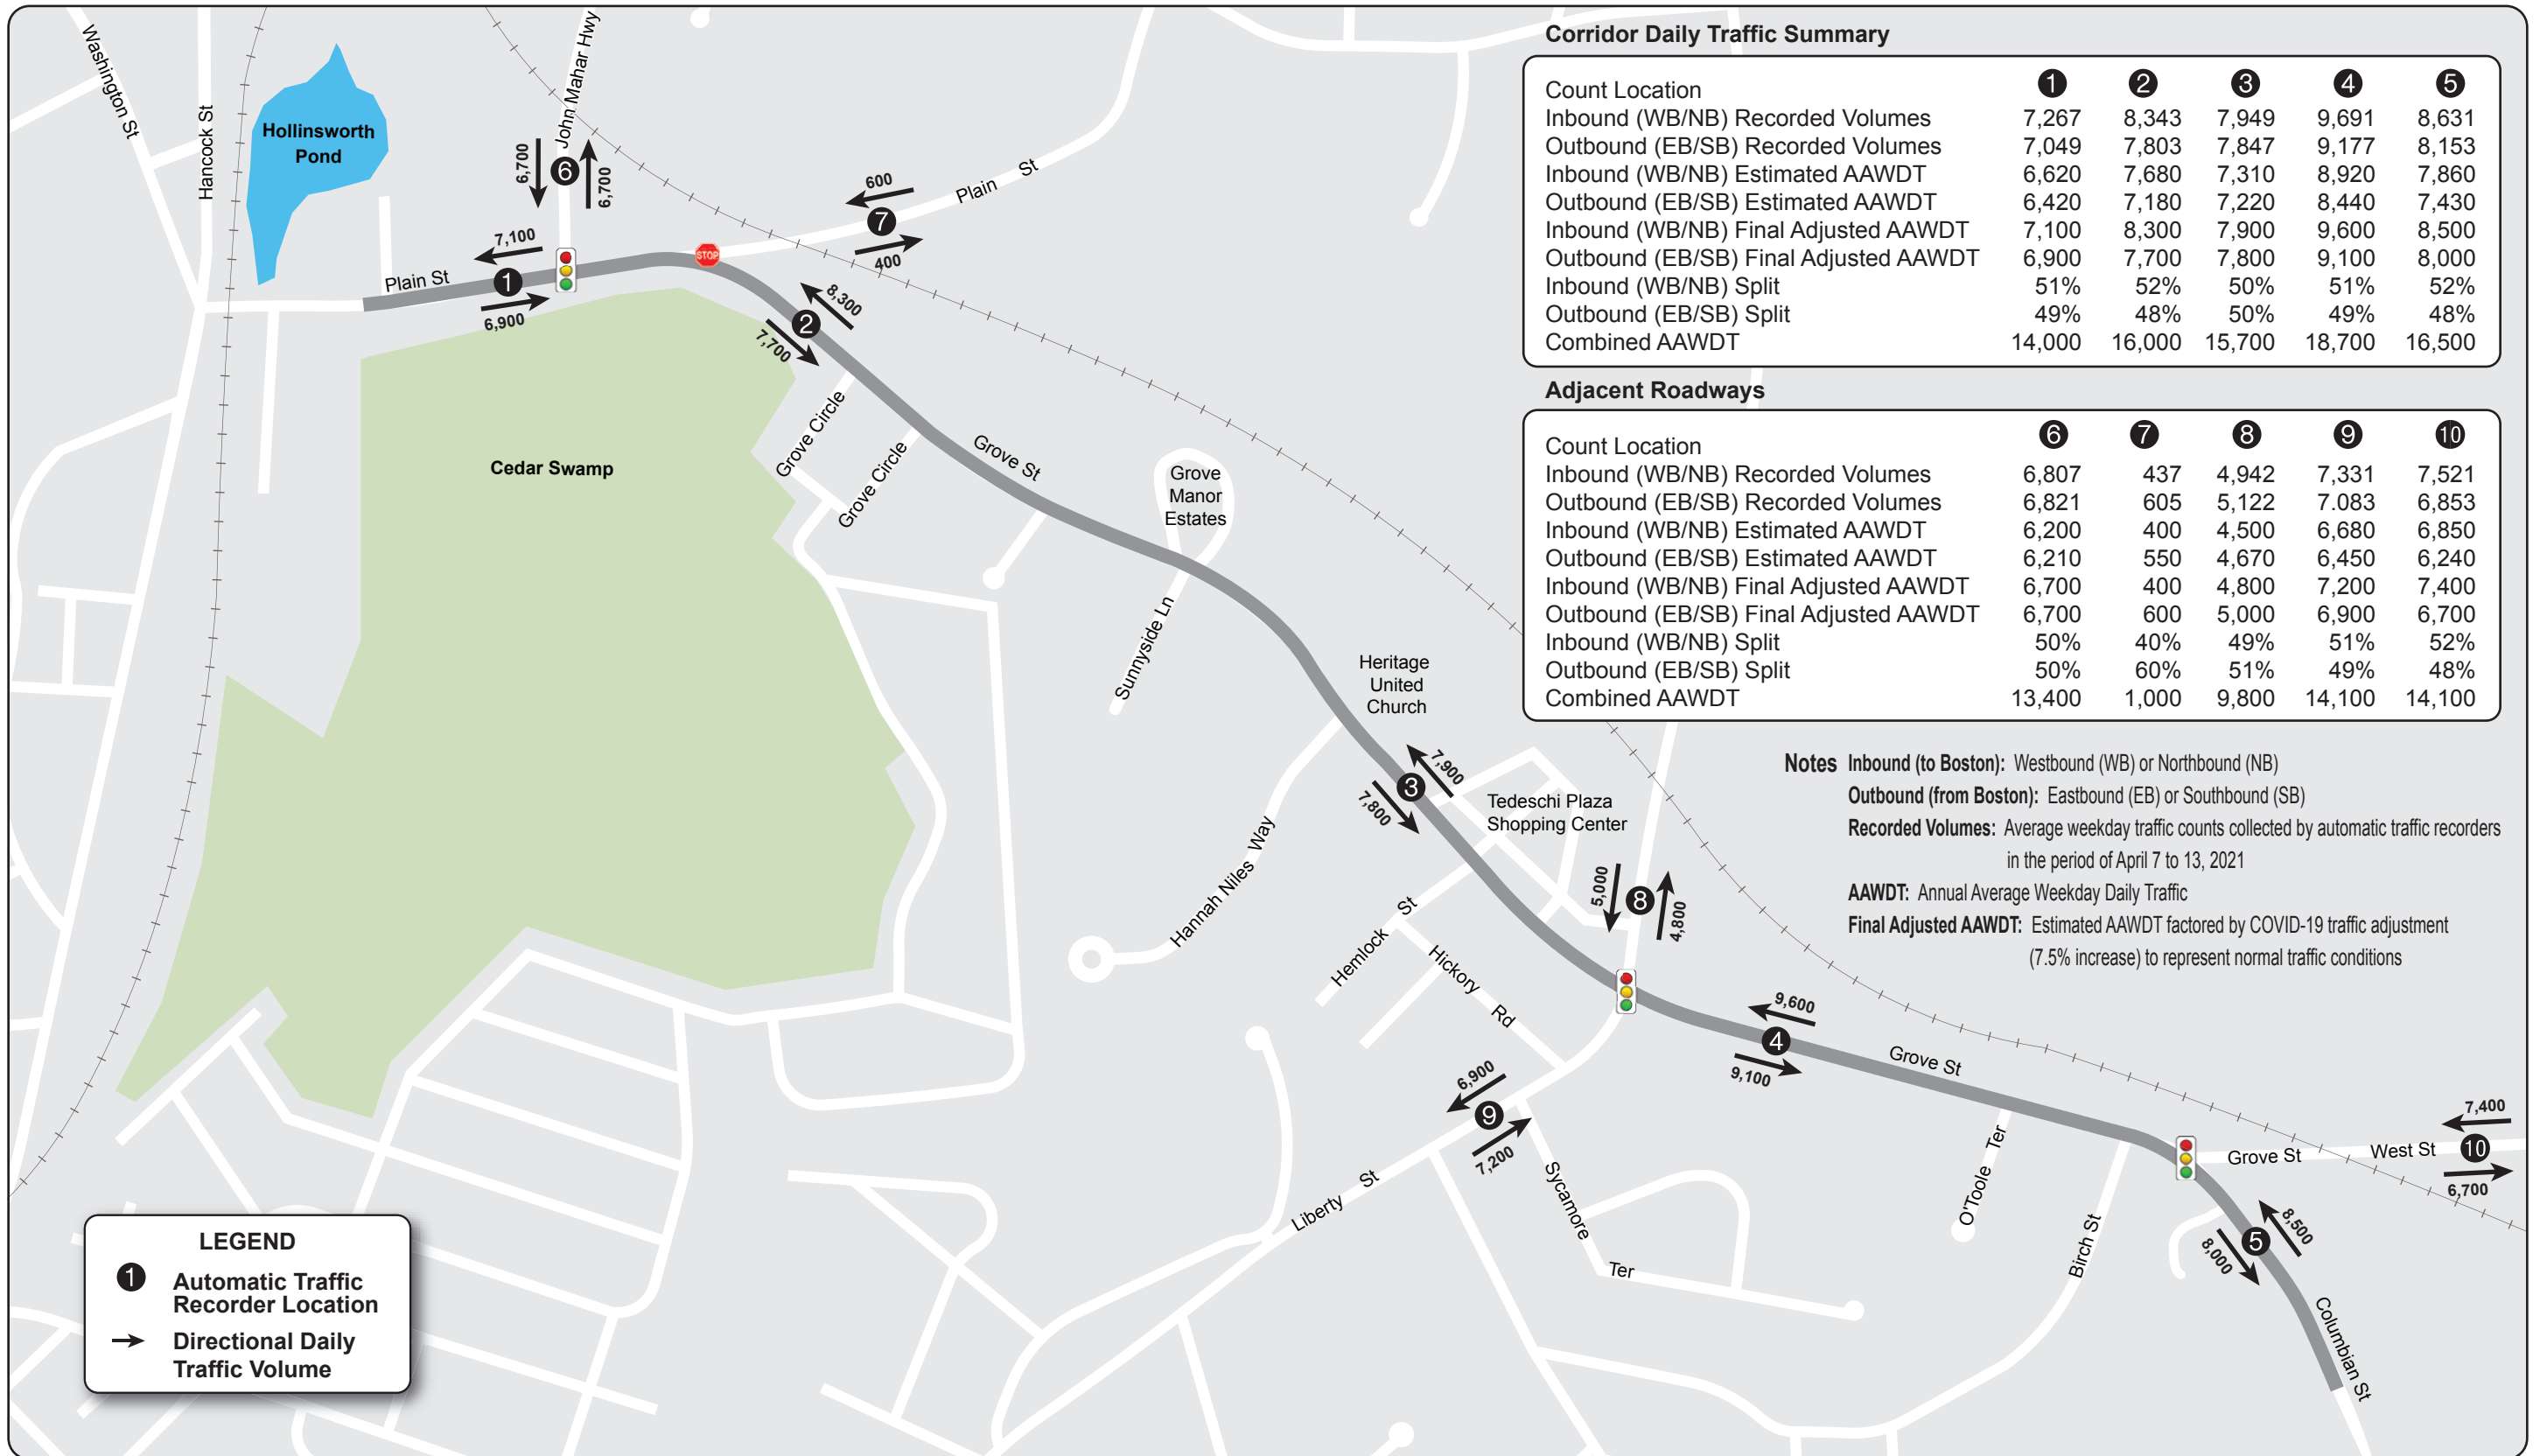 Corridor Daily Traffic Summary
Count Location 1 2 3 4 5
Inbound (WB/NB) Recorded Volumes 7,267 8,343 7,949 9,691 8,631
Outbound (EB/SB) Recorded Volumes 7,049 7,803 7,847 9,177 8,153
Inbound (WB/NB) Estimated AAWDT 6,620 7,680 7,310 8,920 7,860
Outbound (EB/SB) Estimated AAWDT 6,420 7,180 7,220 8,440 7,430
Inbound (WB/NB) Final Adjusted AAWDT 7,100 8,300 7,900 9,600 8,500
Outbound (EB/SB) Final Adjusted AAWDT 6,900 7,700 7,800 9,100 8,000
Inbound (WB/NB) Split 51% 52% 50% 51% 52%
Outbound (EB/SB) Split 49% 48% 50% 49% 48%
Combined AAWDT 14,000 16,000 15,700 18,700 16,500
Adjacent Roadways
Count Location 6 7 8 9 10
Inbound (WB/NB) Recorded Volumes 6,807 437 4,942 7,331 7,521
Outbound (EB/SB) Recorded Volumes 6,821 605 5,122 7.083 6,853
Inbound (WB/NB) Estimated AAWDT 6,200 400 4,500 6,680 6,850
Outbound (EB/SB) Estimated AAWDT 6,210 550 4,670 6,450 6,240
Inbound (WB/NB) Final Adjusted AAWDT 6,700 400 4,800 7,200 7,400
Outbound (EB/SB) Final Adjusted AAWDT 6,700 600 5,000 6,900 6,700
Inbound (WB/NB) Split 50% 40% 49% 51% 52%
Outbound (EB/SB) Split 50% 60% 51% 49% 48%
Combined AAWDT 13,400 1,000 9,800 14,100 14,100
Notes Inbound (to Boston): Westbound (WB) or Northbound (NB)
Outbound (from Boston): Eastbound (EB) or Southbound (SB)
Recorded Volumes: Average weekday traffic counts collected by automatic traffic recorders
in the period of April 7 to 13, 2021
AAWDT: Annual Average Weekday Daily Traffic
Final Adjusted AAWDT: Estimated AAWDT factored by COVID-19 traffic adjustment
(7.5% increase) to represent normal traffic conditions
Washington St
Hancock St
Hollinsworth
Pond
John Mahar Hwy
6,700
6
6,700
600
7
400
Plain St
STOP
7,100
1
6,900
Plain St
8,300
2
7,700
Cedar Swamp
Grove Circle
Grove Circle
Grove St
Grove
Manor
Estates
Sunnyside Ln
Heritage
United
Church
7,900
3
7,800
Tedeschi Plaza
Shopping Center
Hannah Niles Way
Hemlock St
Hickory Rd
5,000
8
4,800
9,600
4
9,100
Grove St
6,900
9
7,200
Liberty St
Sycamore Ter
O'Toole Ter
Birch St
Grove St
West St
7,400
10
6,700
8,500
5
8,000
Columbian St
LEGEND
1 Automatic Traffic
Recorder Location
Directional Daily
Traffic Volume